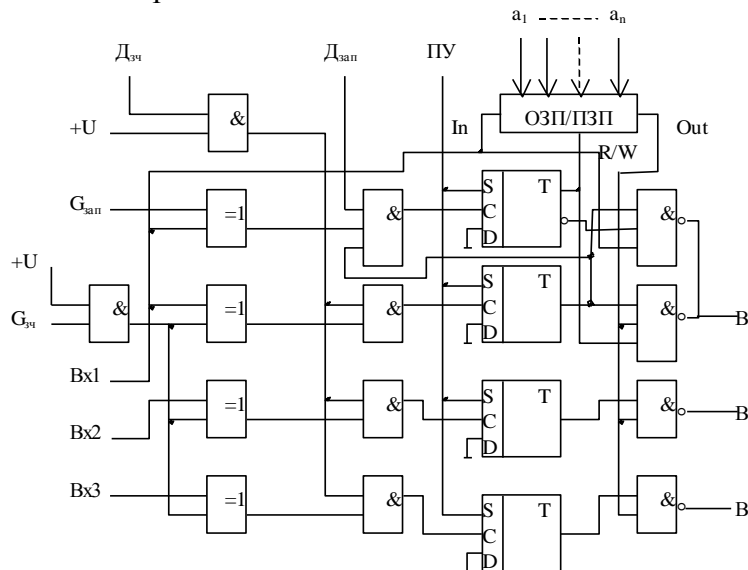 a₁ aₙ
Дзч Дзап ПУ
& ОЗП/ПЗП
+U In Out
R/W
Gзап =1 & S T &
C
D
+U
& =1 & S T &
Gзч C В
D
Вх1
=1 & S T &
Вх2 C В
D
Вх3 =1 & S T &
C В
D